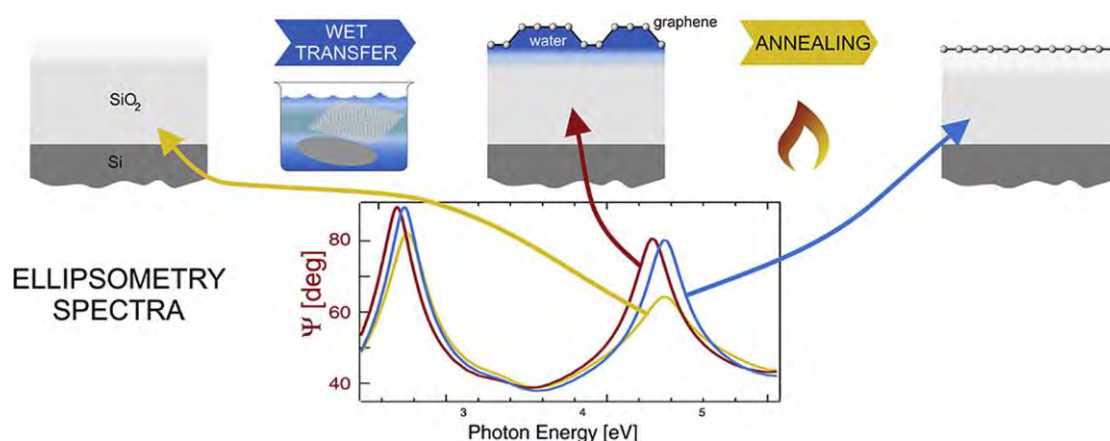 WET
TRANSFER
graphene
water
ANNEALING
SiO2
Si
ELLIPSOMETRY
SPECTRA
Ψ [deg]
80
60
40
3 4 5
Photon Energy [eV]